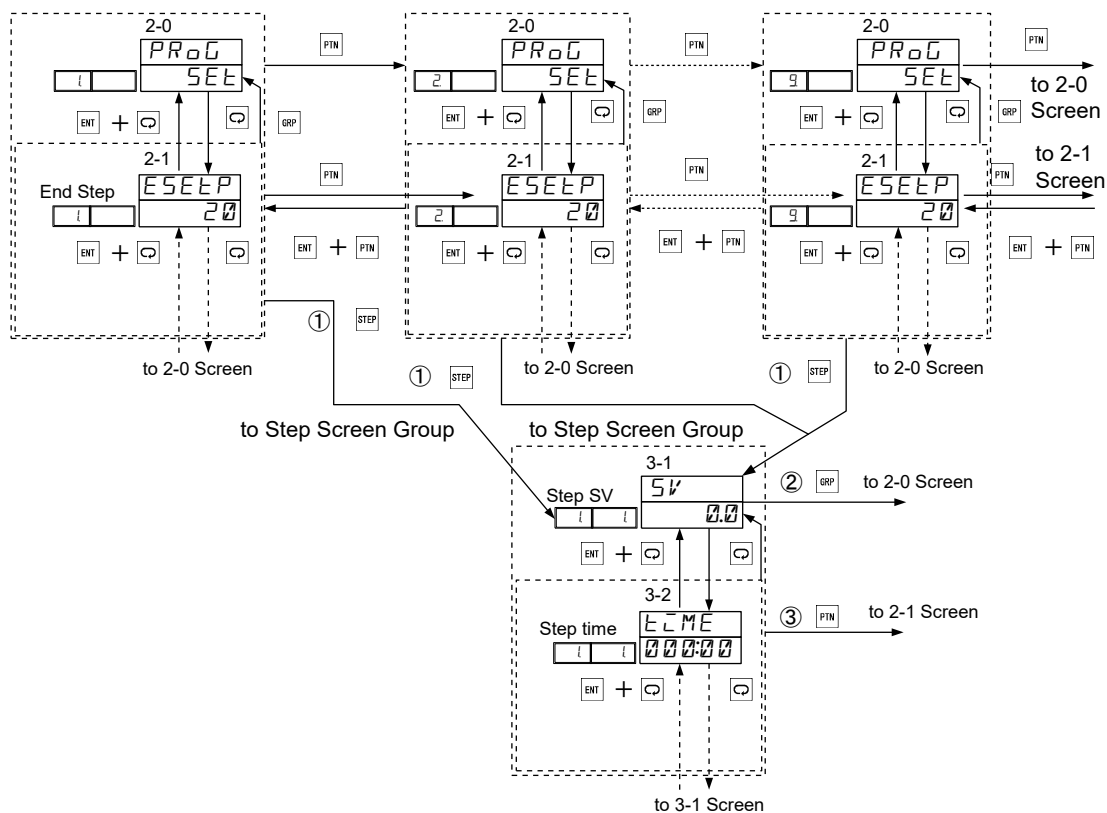 2-0 2-0 2-0
PRoG PTN PRoG PTN PRoG PTN
1. SEt 2. SEt 9. SEt
to 2-0
Screen
ENT + GRP ENT + GRP ENT + GRP
2-1 2-1 2-1
to 2-1
Screen
End Step ESEtP PTN ESEtP PTN ESEtP PTN
1. 20 2. 20 9. 20
ENT + ENT + PTN ENT + ENT + PTN ENT + ENT + PTN
① STEP
to 2-0 Screen to 2-0 Screen to 2-0 Screen
① STEP ① STEP
to Step Screen Group to Step Screen Group
3-1
SV ② GRP to 2-0 Screen
Step SV
1. 1. 0.0
ENT +
3-2
tiME ③ PTN to 2-1 Screen
Step time
1. 1. 000:00
ENT +
to 3-1 Screen